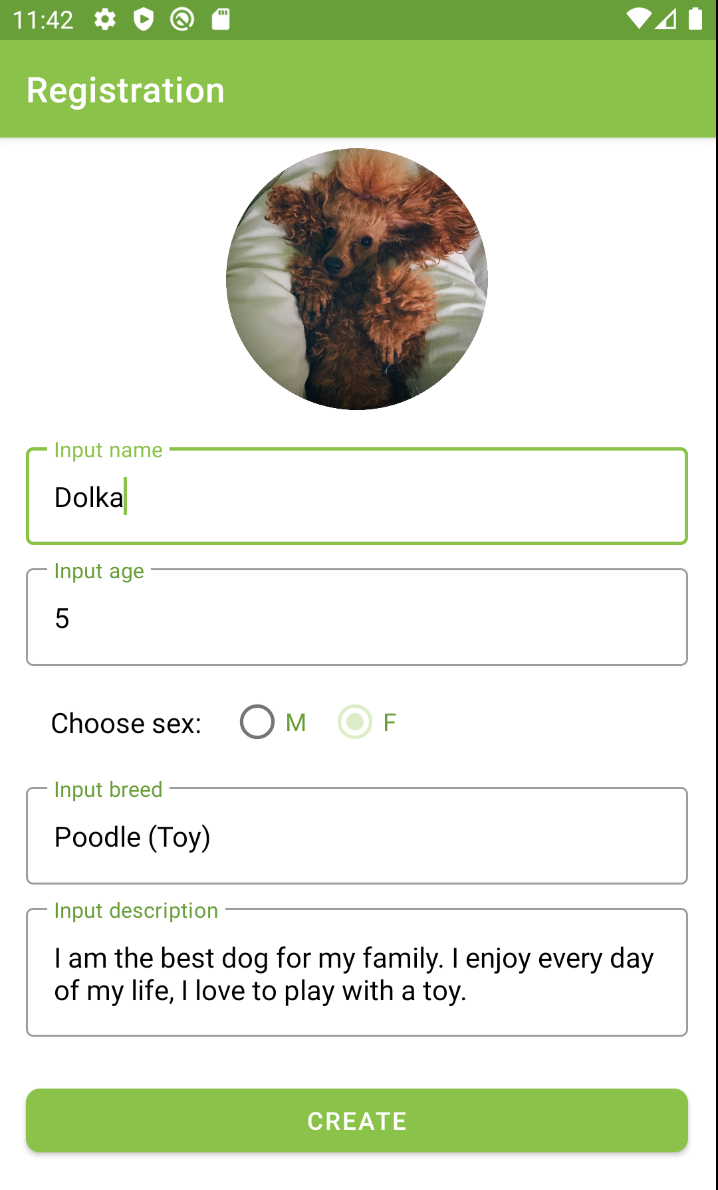 11:42
Registration
Input name
Dolka
Input age
5
Choose sex: M F
Input breed
Poodle (Toy)
Input description
I am the best dog for my family. I enjoy every day
of my life, I love to play with a toy.
CREATE